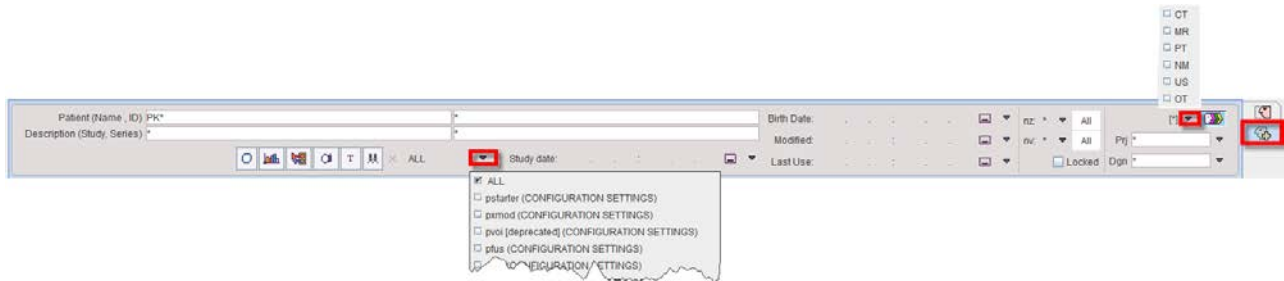 CT
MR
PT
NM
US
OT
Patient (Name , ID) PK* * Birth Date: . . : . . nz: * All [*]
Description (Study, Series) * * Modified: . . : . . nv: * All Prj *
T ALL Study date: . . : . . Last Use: . . : . . Locked Dgn *
ALL
pstarter (CONFIGURATION SETTINGS)
pxmod (CONFIGURATION SETTINGS)
pvoi [deprecated] (CONFIGURATION SETTINGS)
pfus (CONFIGURATION SETTINGS)